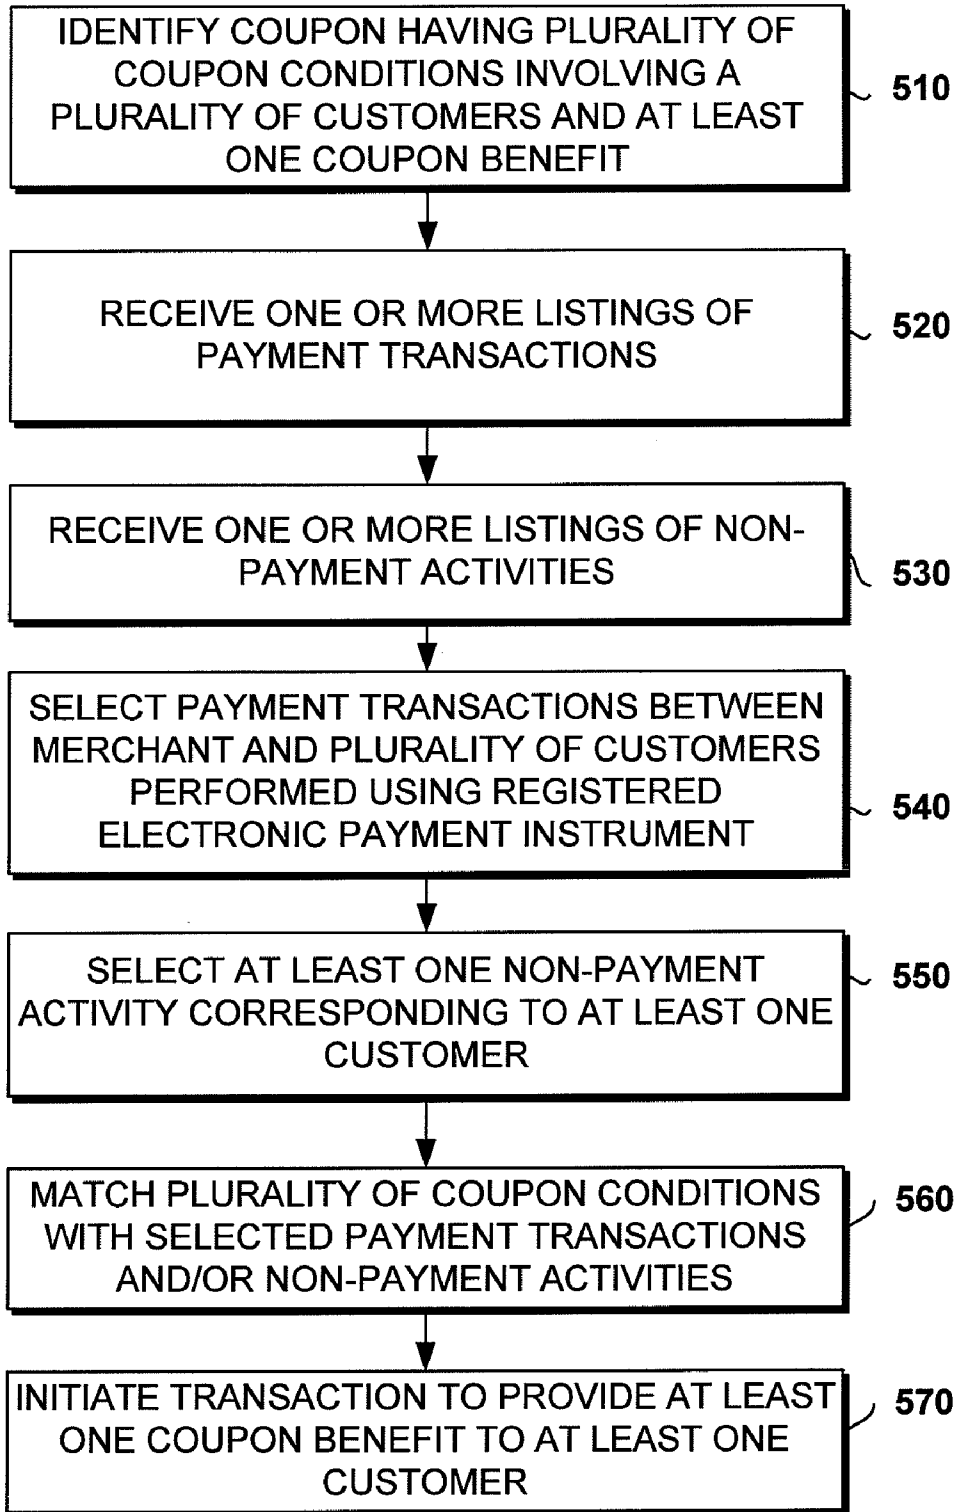 IDENTIFY COUPON HAVING PLURALITY OF
COUPON CONDITIONS INVOLVING A
PLURALITY OF CUSTOMERS AND AT LEAST
ONE COUPON BENEFIT
510
RECEIVE ONE OR MORE LISTINGS OF
PAYMENT TRANSACTIONS
520
RECEIVE ONE OR MORE LISTINGS OF NON-
PAYMENT ACTIVITIES
530
SELECT PAYMENT TRANSACTIONS BETWEEN
MERCHANT AND PLURALITY OF CUSTOMERS
PERFORMED USING REGISTERED
ELECTRONIC PAYMENT INSTRUMENT
540
SELECT AT LEAST ONE NON-PAYMENT
ACTIVITY CORRESPONDING TO AT LEAST ONE
CUSTOMER
550
MATCH PLURALITY OF COUPON CONDITIONS
WITH SELECTED PAYMENT TRANSACTIONS
AND/OR NON-PAYMENT ACTIVITIES
560
INITIATE TRANSACTION TO PROVIDE AT LEAST
ONE COUPON BENEFIT TO AT LEAST ONE
CUSTOMER
570